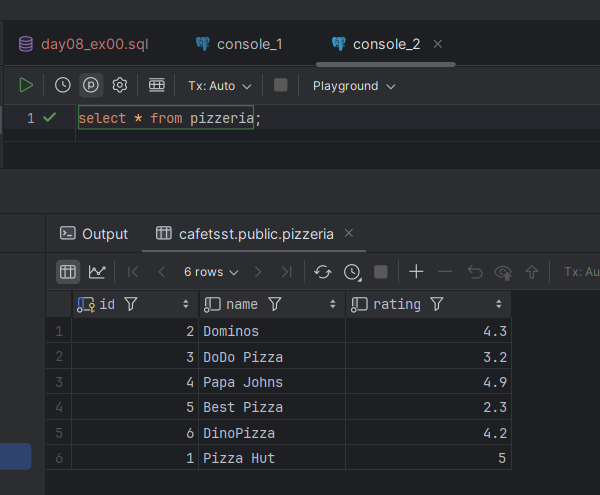 day08_ex00.sql console_1 console_2
Tx: Auto Playground
1 select * from pizzeria;
Output cafetsst.public.pizzeria
6 rows Tx: Au
id name rating
1 2 Dominos 4.3
2 3 DoDo Pizza 3.2
3 4 Papa Johns 4.9
4 5 Best Pizza 2.3
5 6 DinoPizza 4.2
6 1 Pizza Hut 5